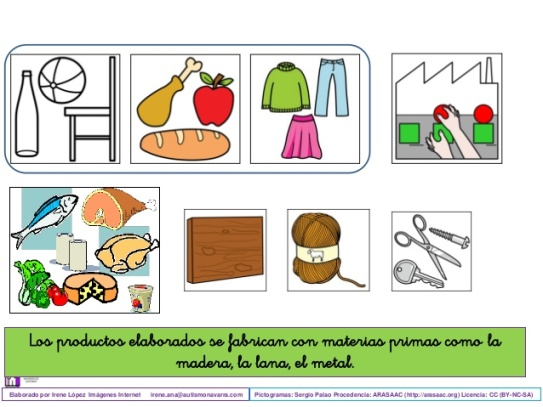 Los productos elaborados se fabrican con materias primas como la
madera, la lana, el metal.
Elaborado por Irene López Imágenes Internet irene.ana@autismonavarra.com
Pictogramas: Sergio Palao Procedencia: ARASAAC (http://arasaac.org) Licencia: CC (BY-NC-SA)